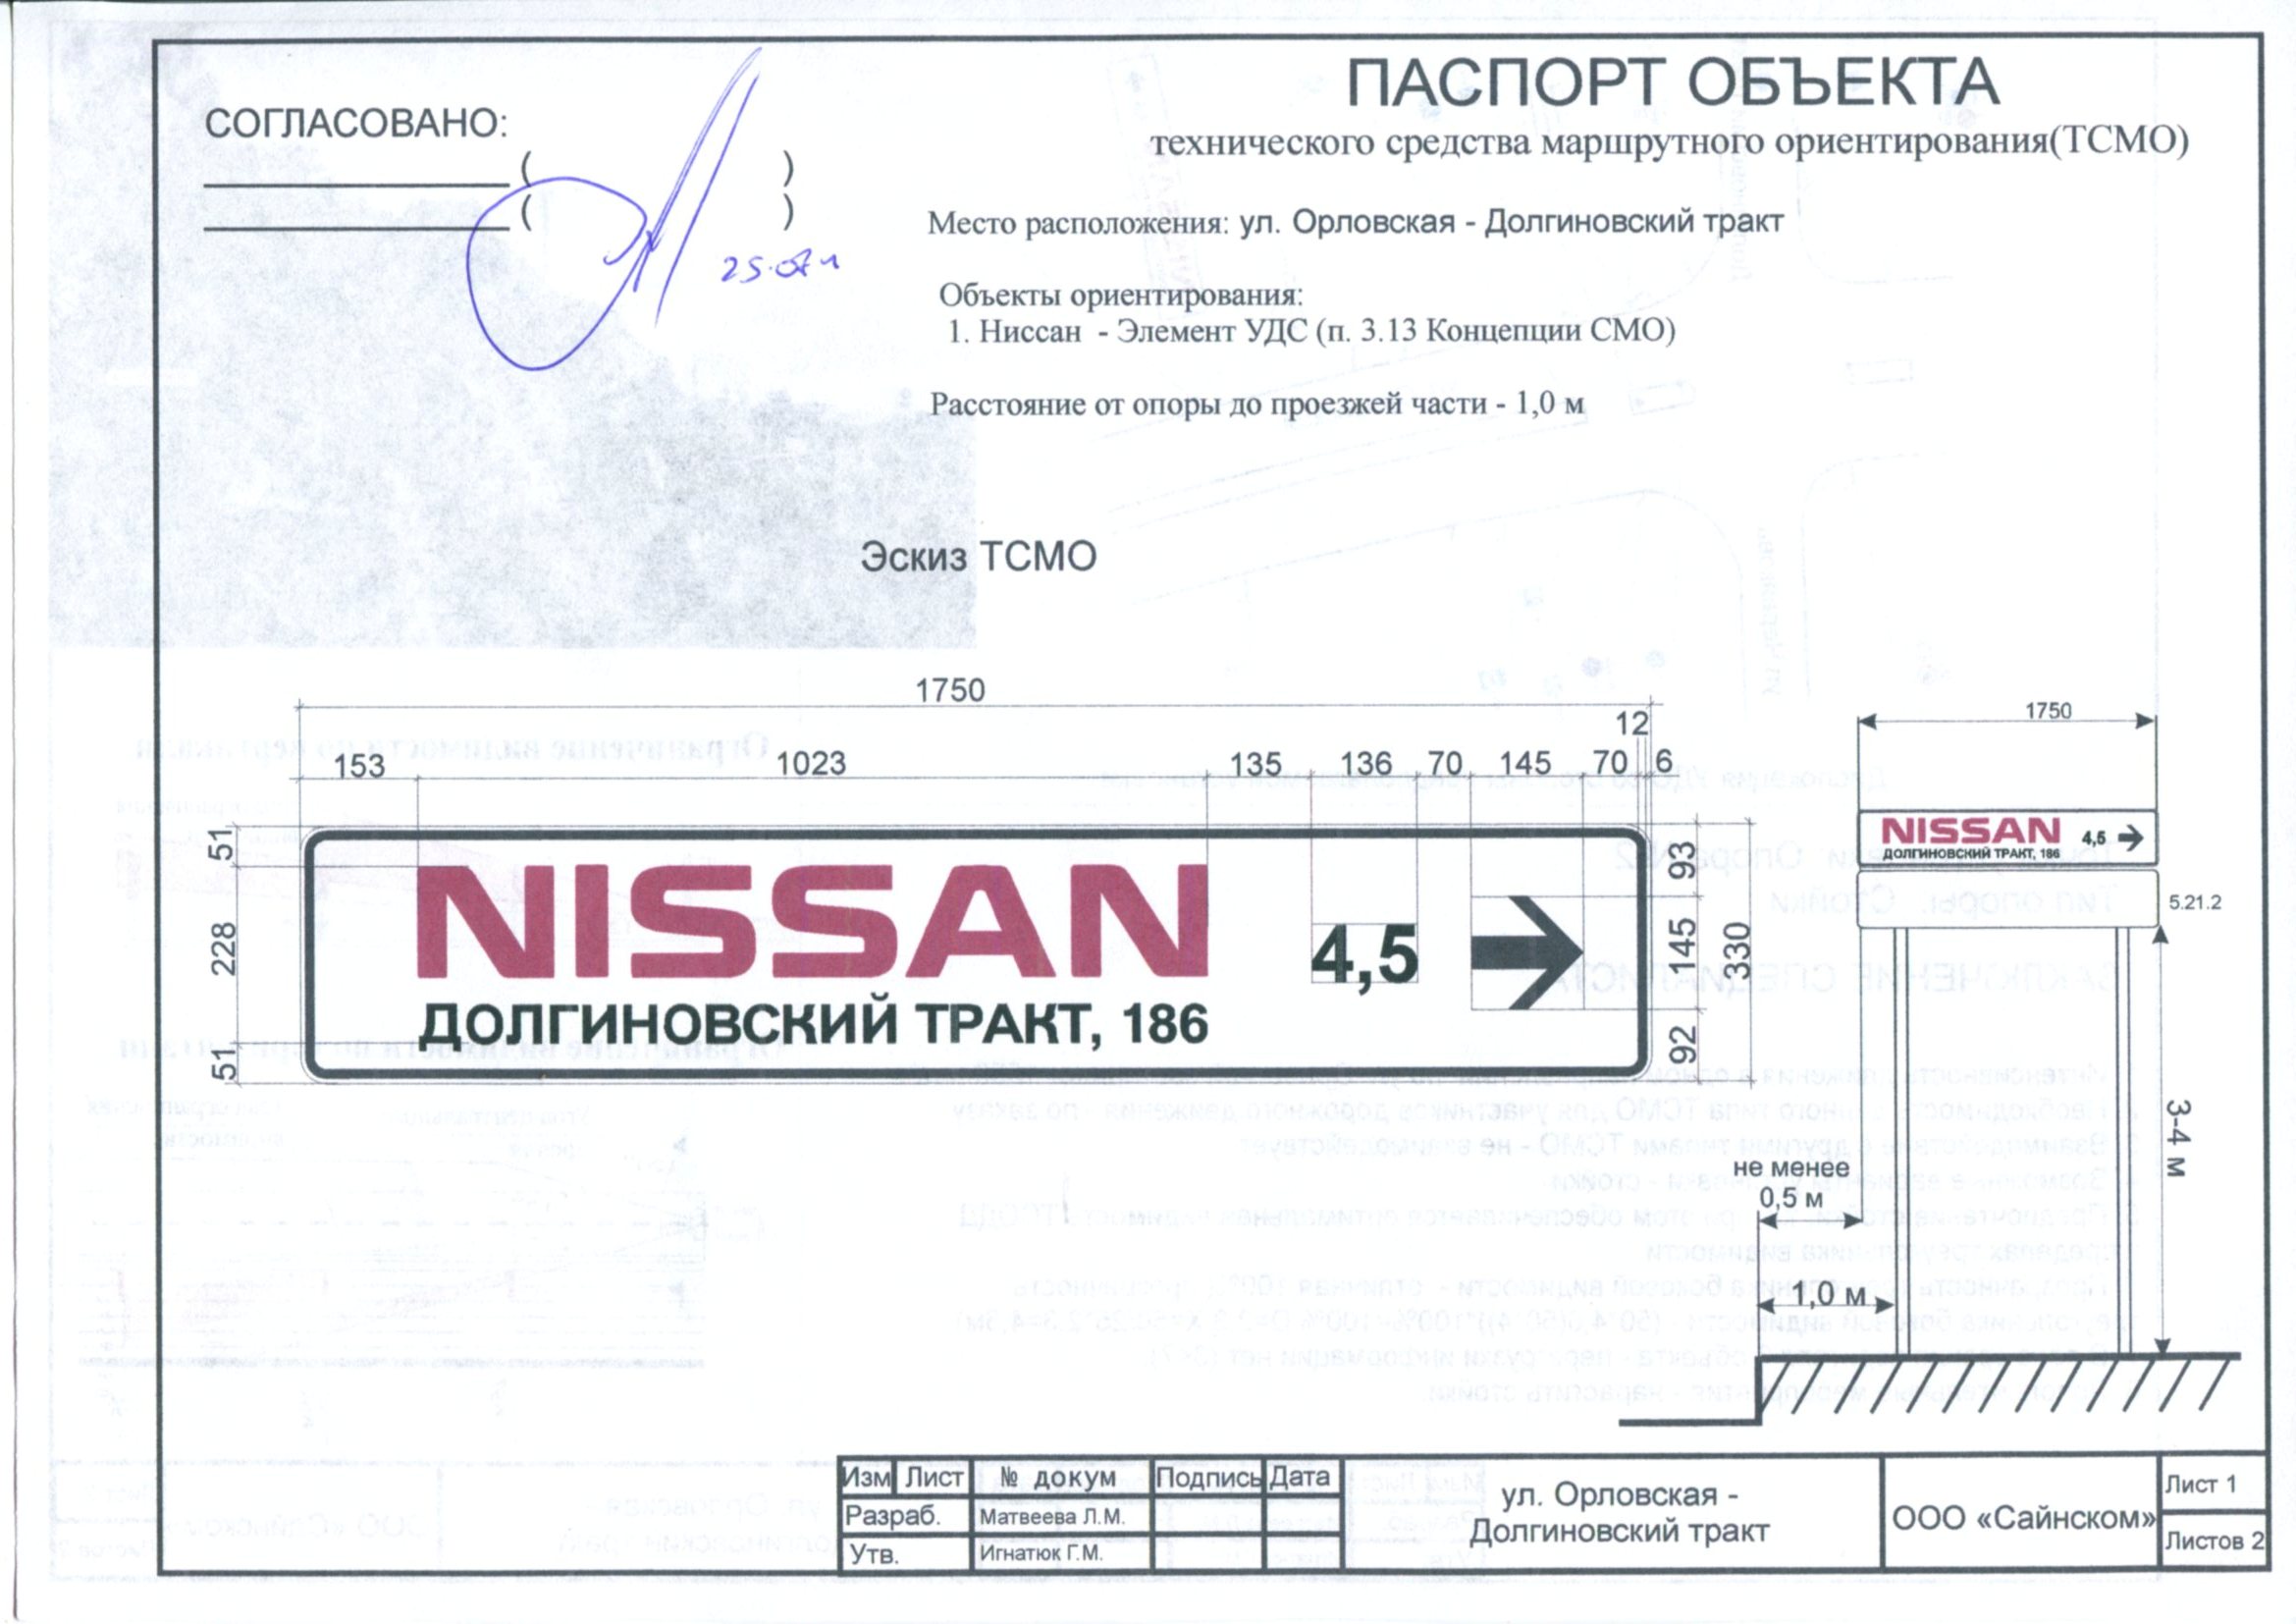 СОГЛАСОВАНО:
( )
( )
25.07.11
ПАСПОРТ ОБЪЕКТА
технического средства маршрутного ориентирования(ТСМО)
Место расположения: ул. Орловская - Долгиновский тракт
Объекты ориентирования:
1. Ниссан - Элемент УДС (п. 3.13 Концепции СМО)
Расстояние от опоры до проезжей части - 1,0 м
Эскиз ТСМО
1750
12
153 1023 135 136 70 145 70 6
51 228 51
NISSAN
4,5
ДОЛГИНОВСКИЙ ТРАКТ, 186
93 145 92
330
1750
NISSAN 4,5
ДОЛГИНОВСКИЙ ТРАКТ, 186
5.21.2
3-4 м
не менее
0,5 м
1,0 м
Изм Лист № докум Подпись Дата
Разраб. Матвеева Л.М.
Утв. Игнатюк Г.М.
ул. Орловская -
Долгиновский тракт
ООО «Сайнском»
Лист 1
Листов 2